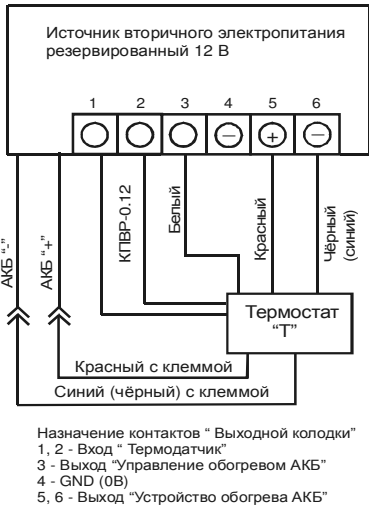 Источник вторичного электропитания
резервированный 12 В
1 2 3 4 5 6
– + –
АКБ "-"
АКБ "+"
КПВР-0.12
Белый
Красный
Чёрный
(синий)
Термостат
"Т"
Красный с клеммой
Синий (чёрный) с клеммой
Назначение контактов " Выходной колодки"
1, 2 - Вход " Термодатчик"
3 - Выход "Управление обогревом АКБ"
4 - GND (0В)
5, 6 - Выход "Устройство обогрева АКБ"